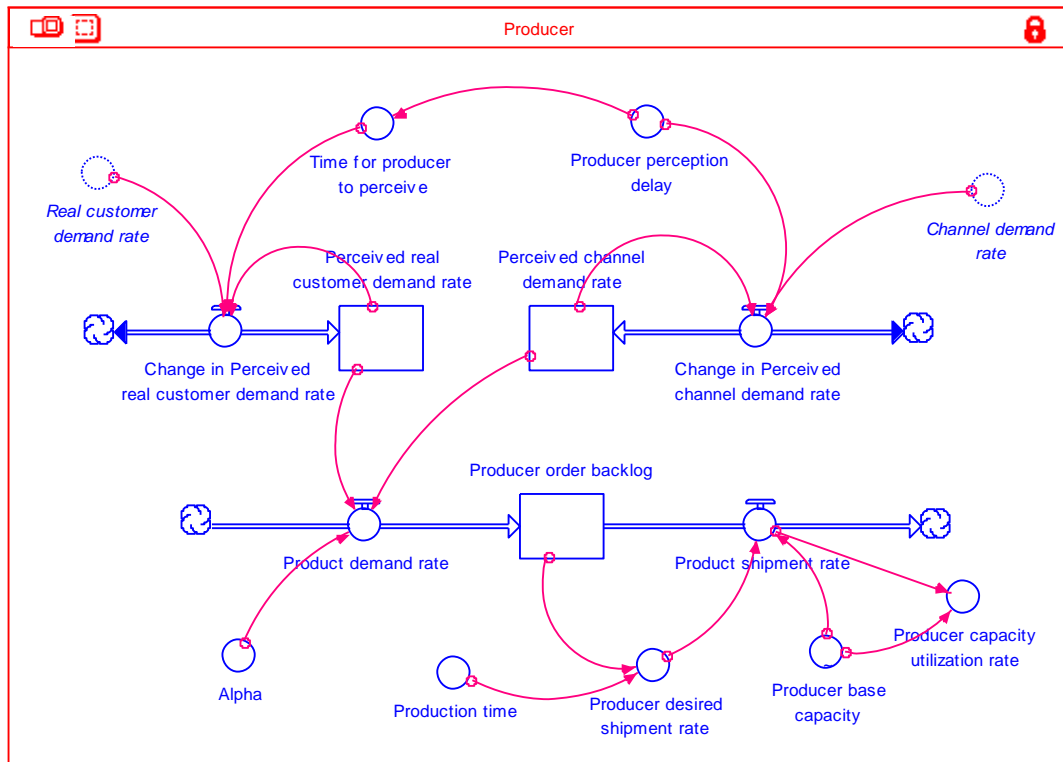 Producer
Time for producer
to perceive
Producer perception
delay
Real customer
demand rate
Channel demand
rate
Perceived real
customer demand rate
Perceived channel
demand rate
Change in Perceived
real customer demand rate
Change in Perceived
channel demand rate
Producer order backlog
Product demand rate
Product shipment rate
Producer capacity
utilization rate
Alpha
Production time
Producer desired
shipment rate
Producer base
capacity